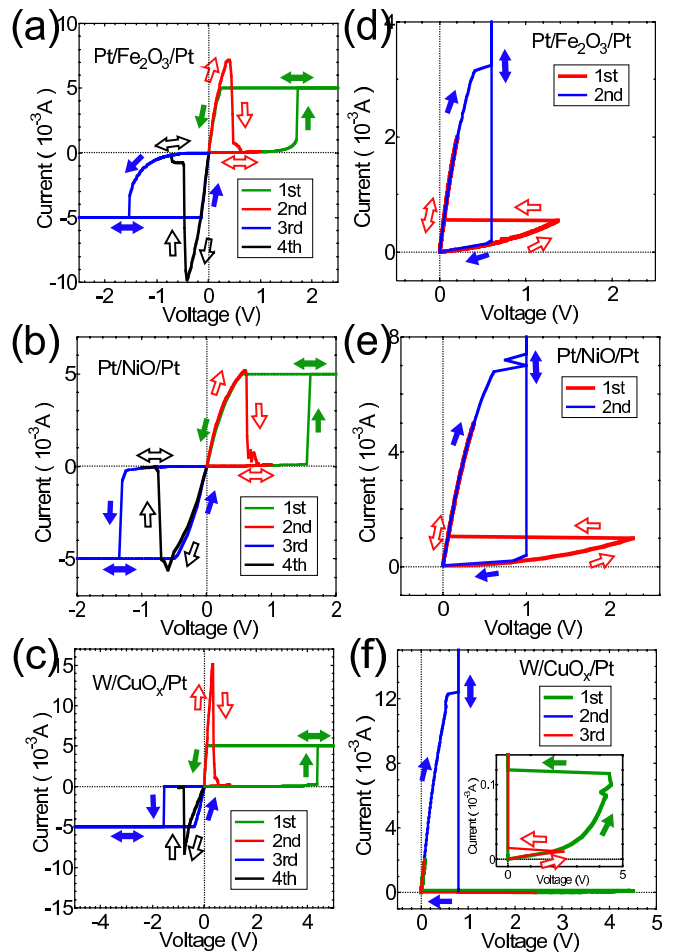 (a)
Pt/Fe₂O₃/Pt
10
5
0
-5
-10
Current ( 10⁻³A)
1st
2nd
3rd
4th
-2
-1
0
1
2
Voltage (V)
(d)
Pt/Fe₂O₃/Pt
4
2
0
Current ( 10⁻³A )
1st
2nd
0
1
2
Voltage (V)
(b)
Pt/NiO/Pt
5
0
-5
Current ( 10⁻³A)
1st
2nd
3rd
4th
-2
-1
0
1
2
Voltage (V)
(e)
Pt/NiO/Pt
8
4
0
Current ( 10⁻³A )
1st
2nd
0
1
2
Voltage (V)
(c)
W/CuOₓ/Pt
15
10
5
0
-5
-10
-15
Current ( 10⁻³A)
1st
2nd
3rd
4th
-4
-2
0
2
4
Voltage (V)
(f)
W/CuOₓ/Pt
12
8
4
0
Current ( 10⁻³A )
1st
2nd
3rd
0.1
0
Current ( 10⁻³A)
0
5
Voltage (V)
0
1
2
3
4
5
Voltage (V)